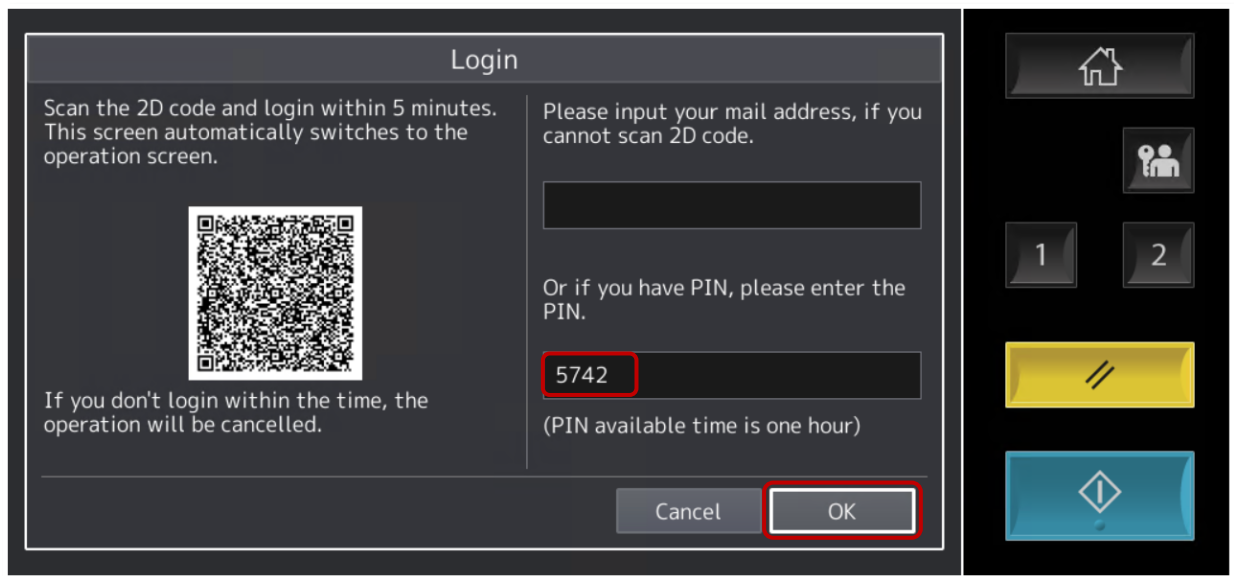 Login
Scan the 2D code and login within 5 minutes.
This screen automatically switches to the
operation screen.
If you don't login within the time, the
operation will be cancelled.
Please input your mail address, if you
cannot scan 2D code.
Or if you have PIN, please enter the
PIN.
5742
(PIN available time is one hour)
Cancel
OK
1
2